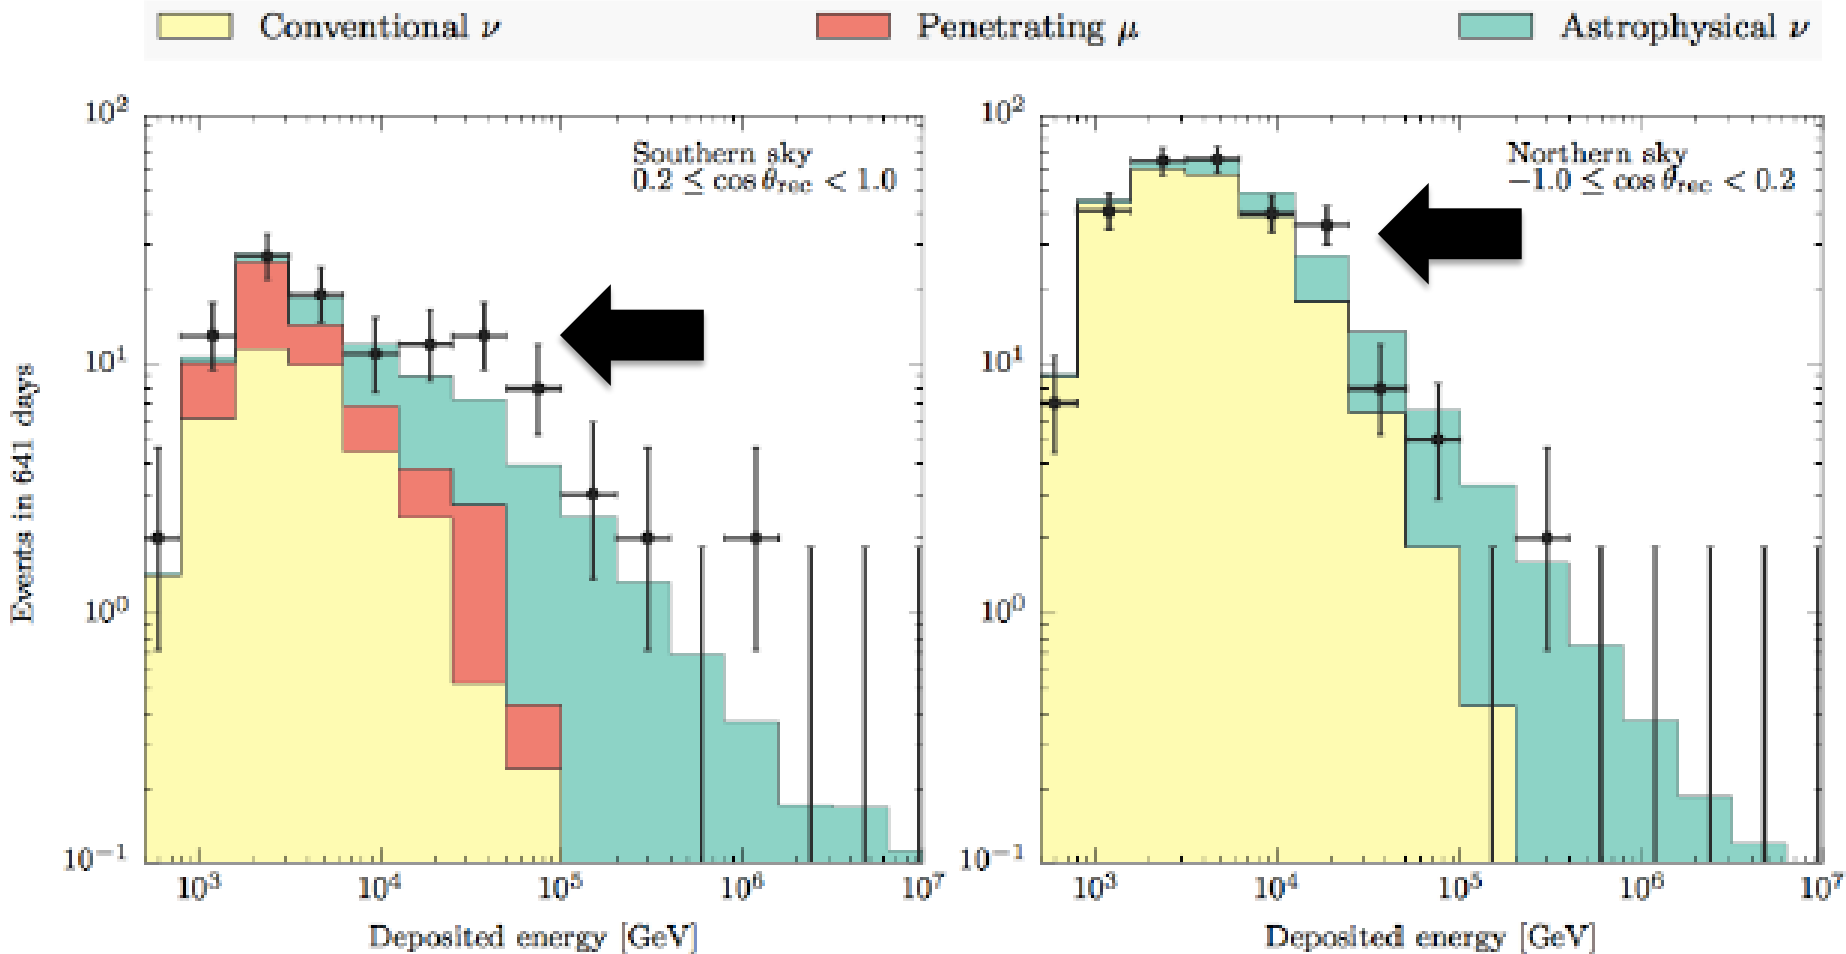 Conventional ν
Penetrating μ
Astrophysical ν
Southern sky
0.2 ≤ cos θrec < 1.0
Northern sky
−1.0 ≤ cos θrec < 0.2
Events in 641 days
10²
10¹
10⁰
10⁻¹
10³
10⁴
10⁵
10⁶
10⁷
Deposited energy [GeV]
10²
10¹
10⁰
10⁻¹
10³
10⁴
10⁵
10⁶
10⁷
Deposited energy [GeV]